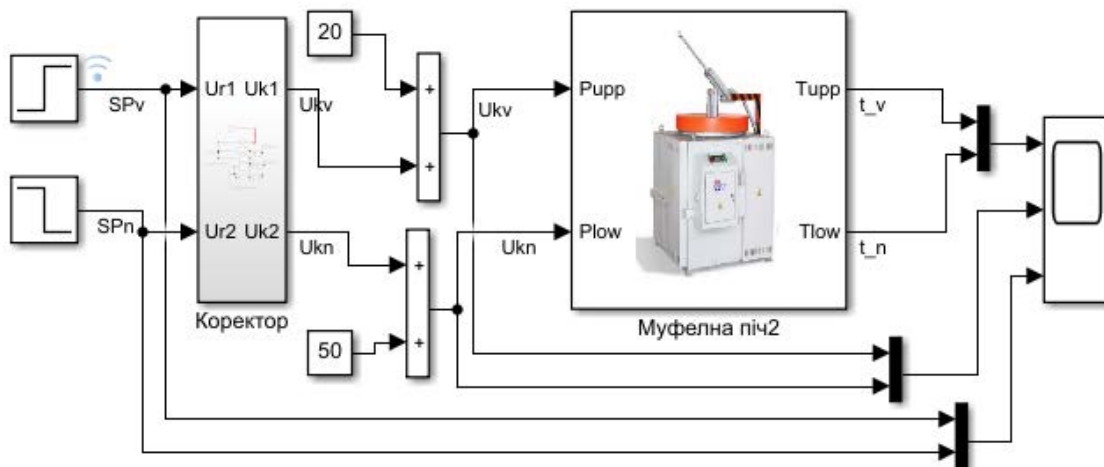 20
SPv
Ur1 Uk1
Ukv
+
+
Ukv
Pupp
Tupp
t_v
SPn
Ur2 Uk2
Ukn
+
+
Ukn
Plow
Tlow
t_n
Коректор
50
Муфелна піч2